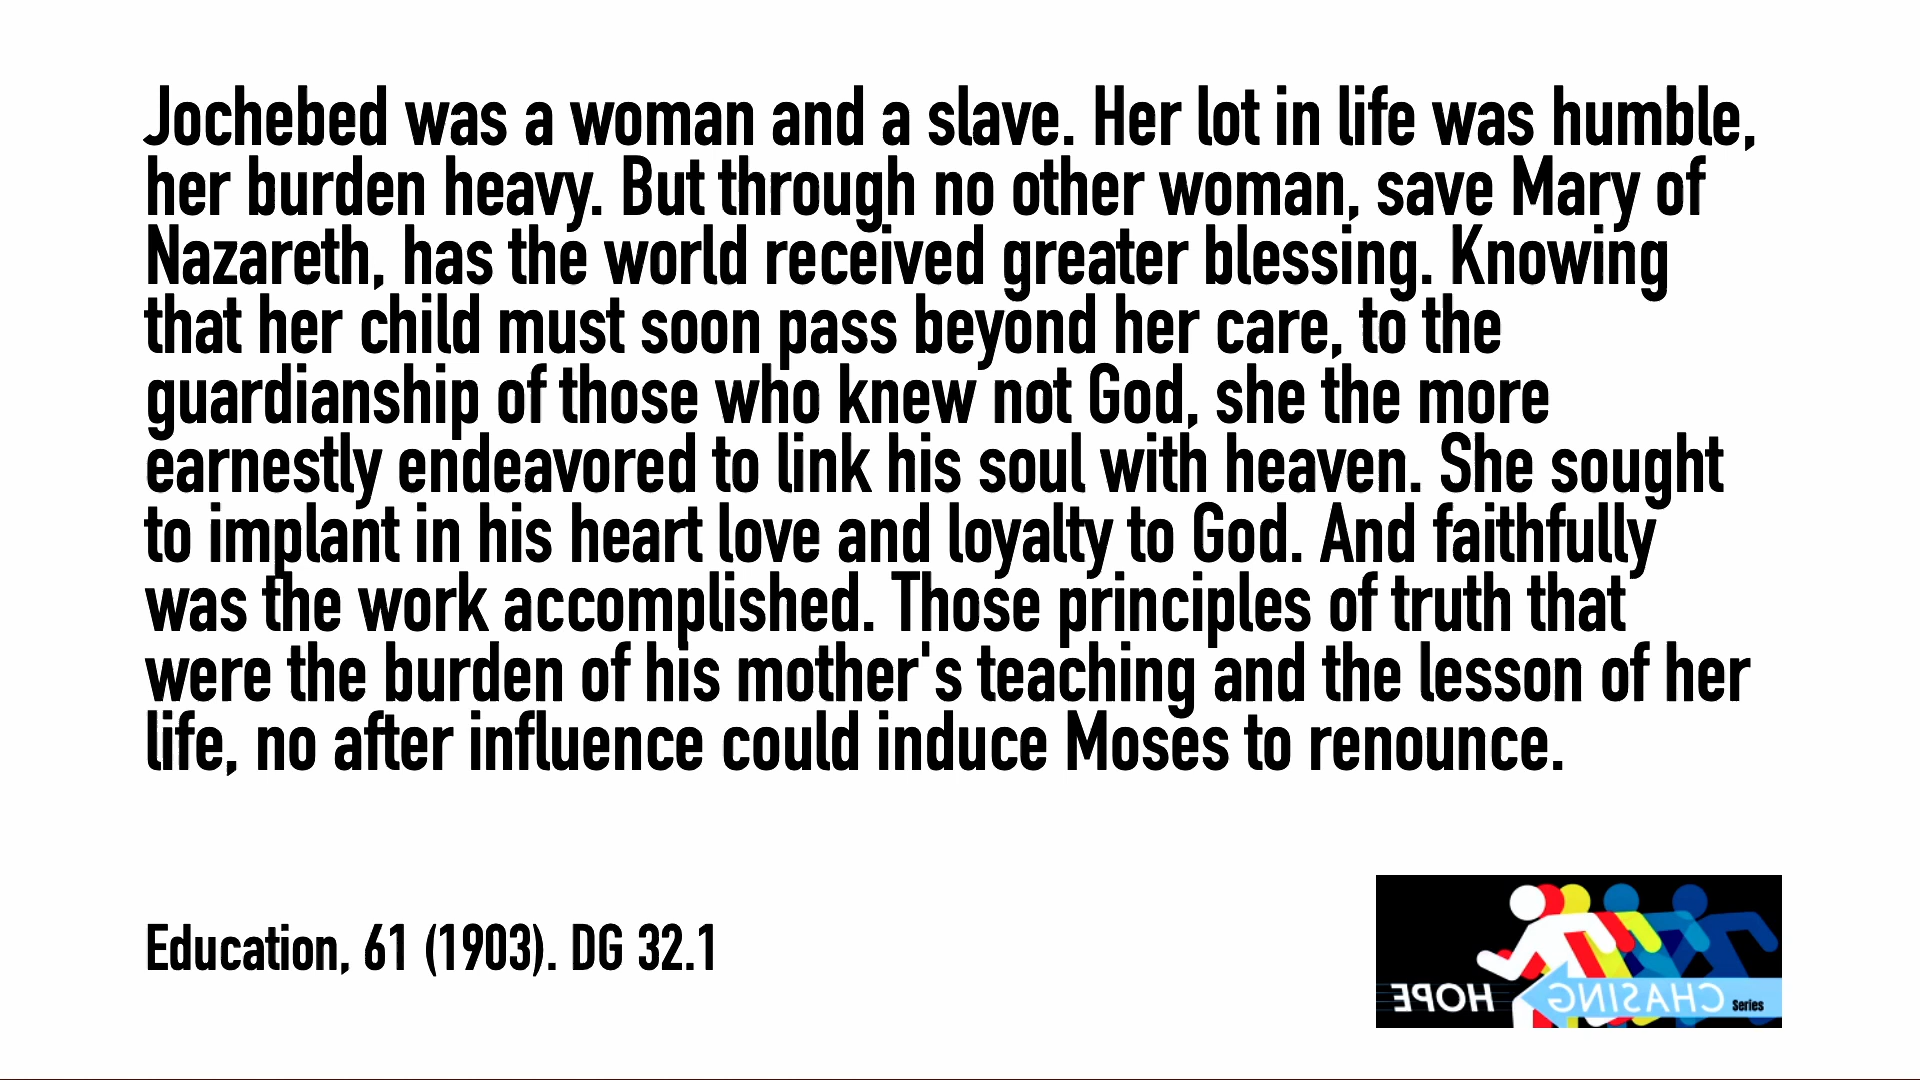 Jochebed was a woman and a slave. Her lot in life was humble,
her burden heavy. But through no other woman, save Mary of
Nazareth, has the world received greater blessing. Knowing
that her child must soon pass beyond her care, to the
guardianship of those who knew not God, she the more
earnestly endeavored to link his soul with heaven. She sought
to implant in his heart love and loyalty to God. And faithfully
was the work accomplished. Those principles of truth that
were the burden of his mother's teaching and the lesson of her
life, no after influence could induce Moses to renounce.
Education, 61 (1903). DG 32.1
HOPE CHASING Series